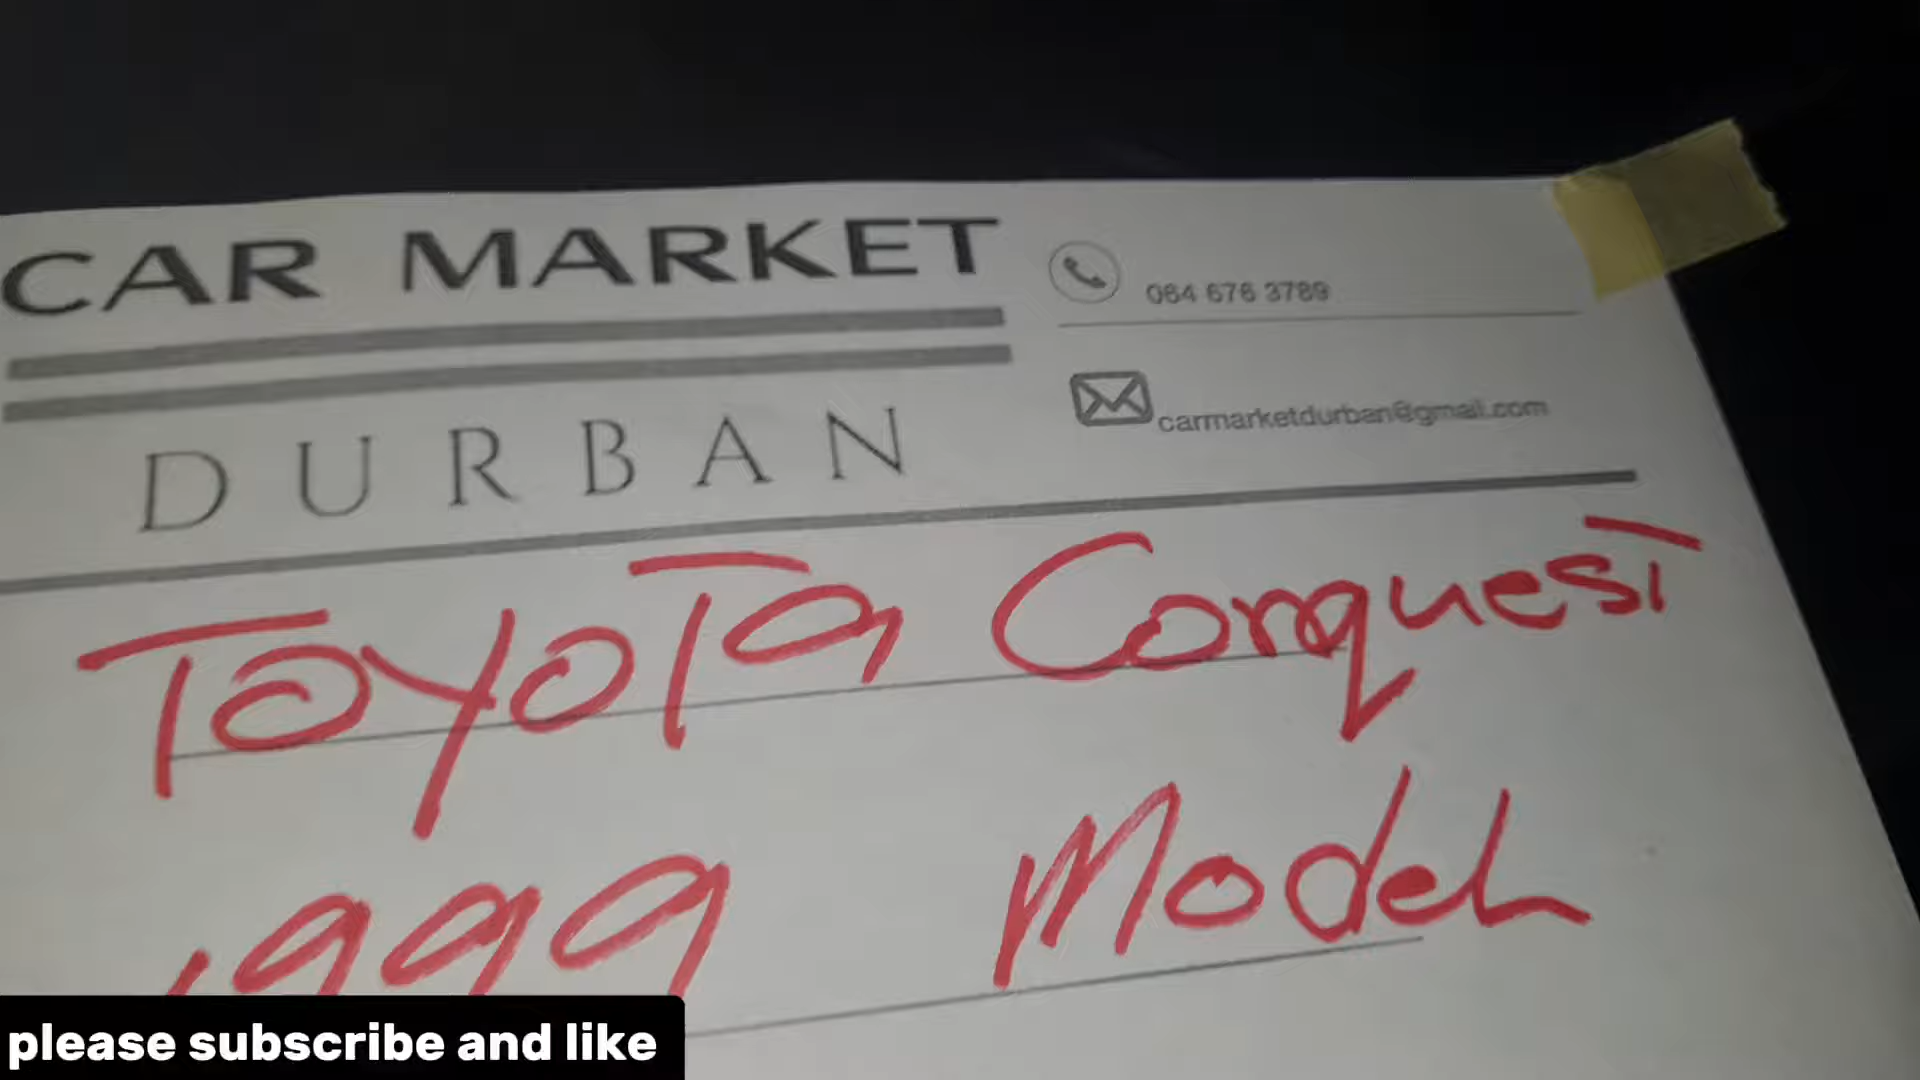 CAR MARKET
DURBAN
064 676 3789
carmarketdurban@gmail.com
Toyota Conquest
1999 Model
please subscribe and like